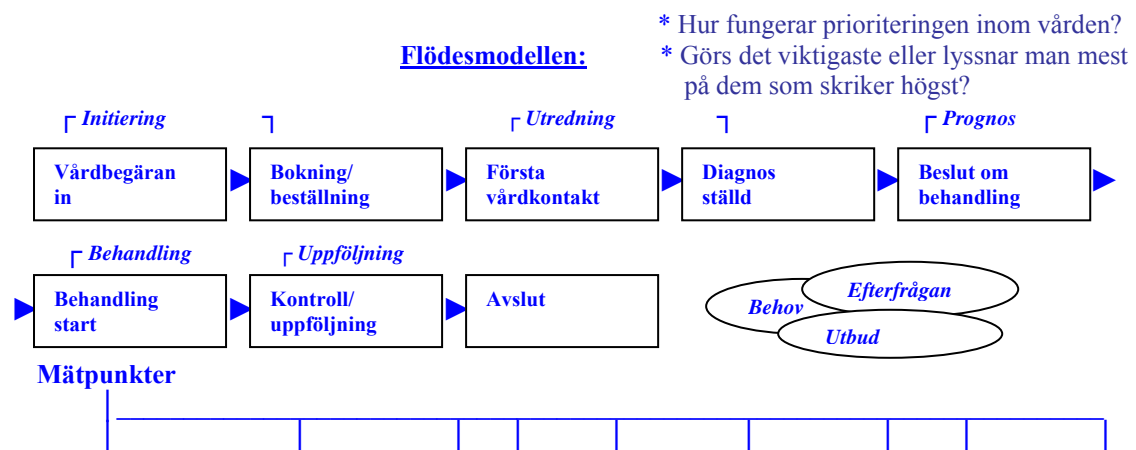 * Hur fungerar prioriteringen inom vården?
Flödesmodellen:
* Görs det viktigaste eller lyssnar man mest
på dem som skriker högst?
Initiering
Utredning
Prognos
Vårdbegäran
in
Bokning/
beställning
Första
vårdkontakt
Diagnos
ställd
Beslut om
behandling
Behandling
Uppföljning
Behandling
start
Kontroll/
uppföljning
Avslut
Behov
Efterfrågan
Utbud
Mätpunkter